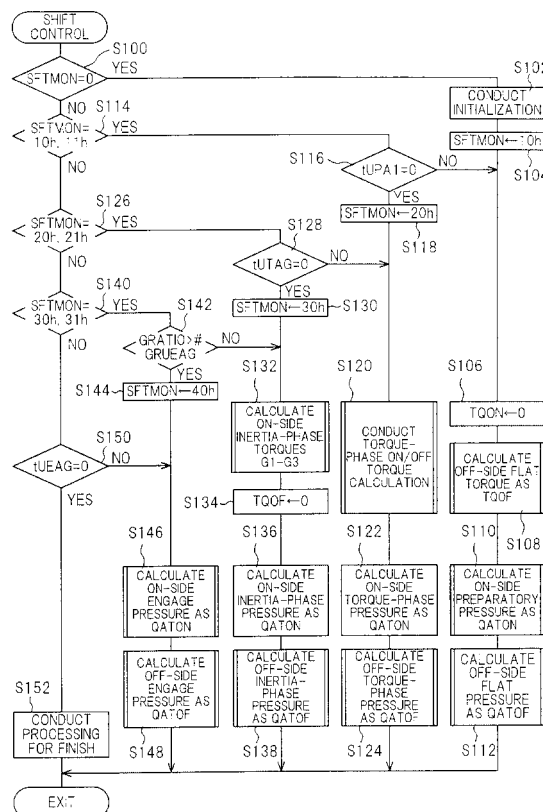 SHIFT
CONTROL
S100
SFTMON=0
YES
NO
S102
CONDUCT
INITIALIZATION
S114
SFTMON=
10h, 11h
YES
NO
SFTMON←10h
S104
S116
tUPA1=0
NO
YES
SFTMON←20h
S118
S126
SFTMON=
20h, 21h
YES
NO
S128
tUTAG=0
NO
YES
SFTMON←30h
S130
S140
SFTMON=
30h, 31h
YES
NO
S142
GRATIO>#
GRUEAG
NO
YES
S144
SFTMON←40h
S132
CALCULATE
ON-SIDE
INERTIA-PHASE
TORQUES
G1-G3
S120
CONDUCT
TORQUE-
PHASE ON/OFF
TORQUE
CALCULATION
S106
TQON←0
S150
tUEAG=0
NO
YES
S134
TQOF←0
CALCULATE
OFF-SIDE FLAT
TORQUE AS
TQOF
S108
S146
CALCULATE
ON-SIDE
ENGAGE
PRESSURE AS
QATON
S136
CALCULATE
ON-SIDE
INERTIA-PHASE
PRESSURE AS
QATON
S122
CALCULATE
ON-SIDE
TORQUE-PHASE
PRESSURE AS
QATON
S110
CALCULATE
ON-SIDE
PREPARATORY
PRESSURE AS
QATON
S152
CONDUCT
PROCESSING
FOR FINISH
CALCULATE
OFF-SIDE
ENGAGE
PRESSURE AS
QATOF
S148
CALCULATE
OFF-SIDE
INERTIA-
PHASE
PRESSURE
AS QATOF
S138
CALCULATE
OFF-SIDE
TORQUE-
PHASE
PRESSURE
AS QATOF
S124
CALCULATE
OFF-SIDE
FLAT
PRESSURE
AS QATOF
S112
EXIT